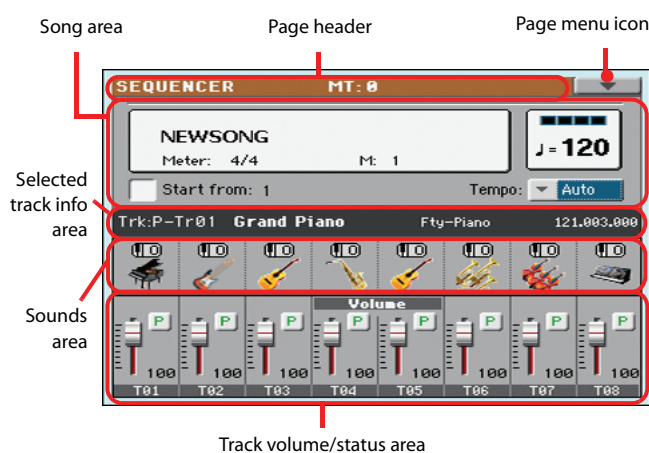 Song area
Page header
Page menu icon
SEQUENCER MT:0
NEWSONG
Meter: 4/4 M: 1
♩=120
Start from: 1 Tempo: Auto
Selected
track info
area
Trk:P-Tr01 Grand Piano Fty-Piano 121.003.000
Sounds
area
Volume
P P P P P P P P
100 100 100 100 100 100 100 100
T01 T02 T03 T04 T05 T06 T07 T08
Track volume/status area